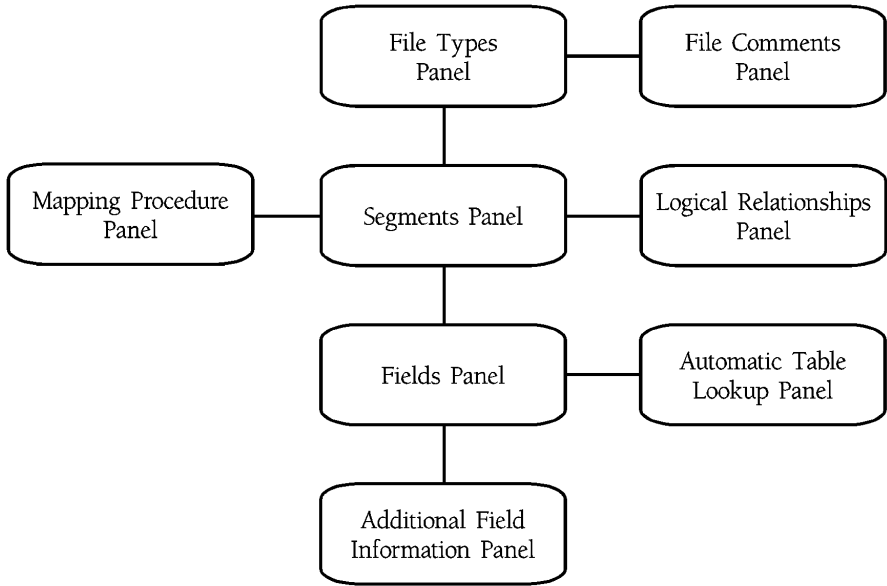 File Types
Panel
File Comments
Panel
Mapping Procedure
Panel
Segments Panel
Logical Relationships
Panel
Fields Panel
Automatic Table
Lookup Panel
Additional Field
Information Panel